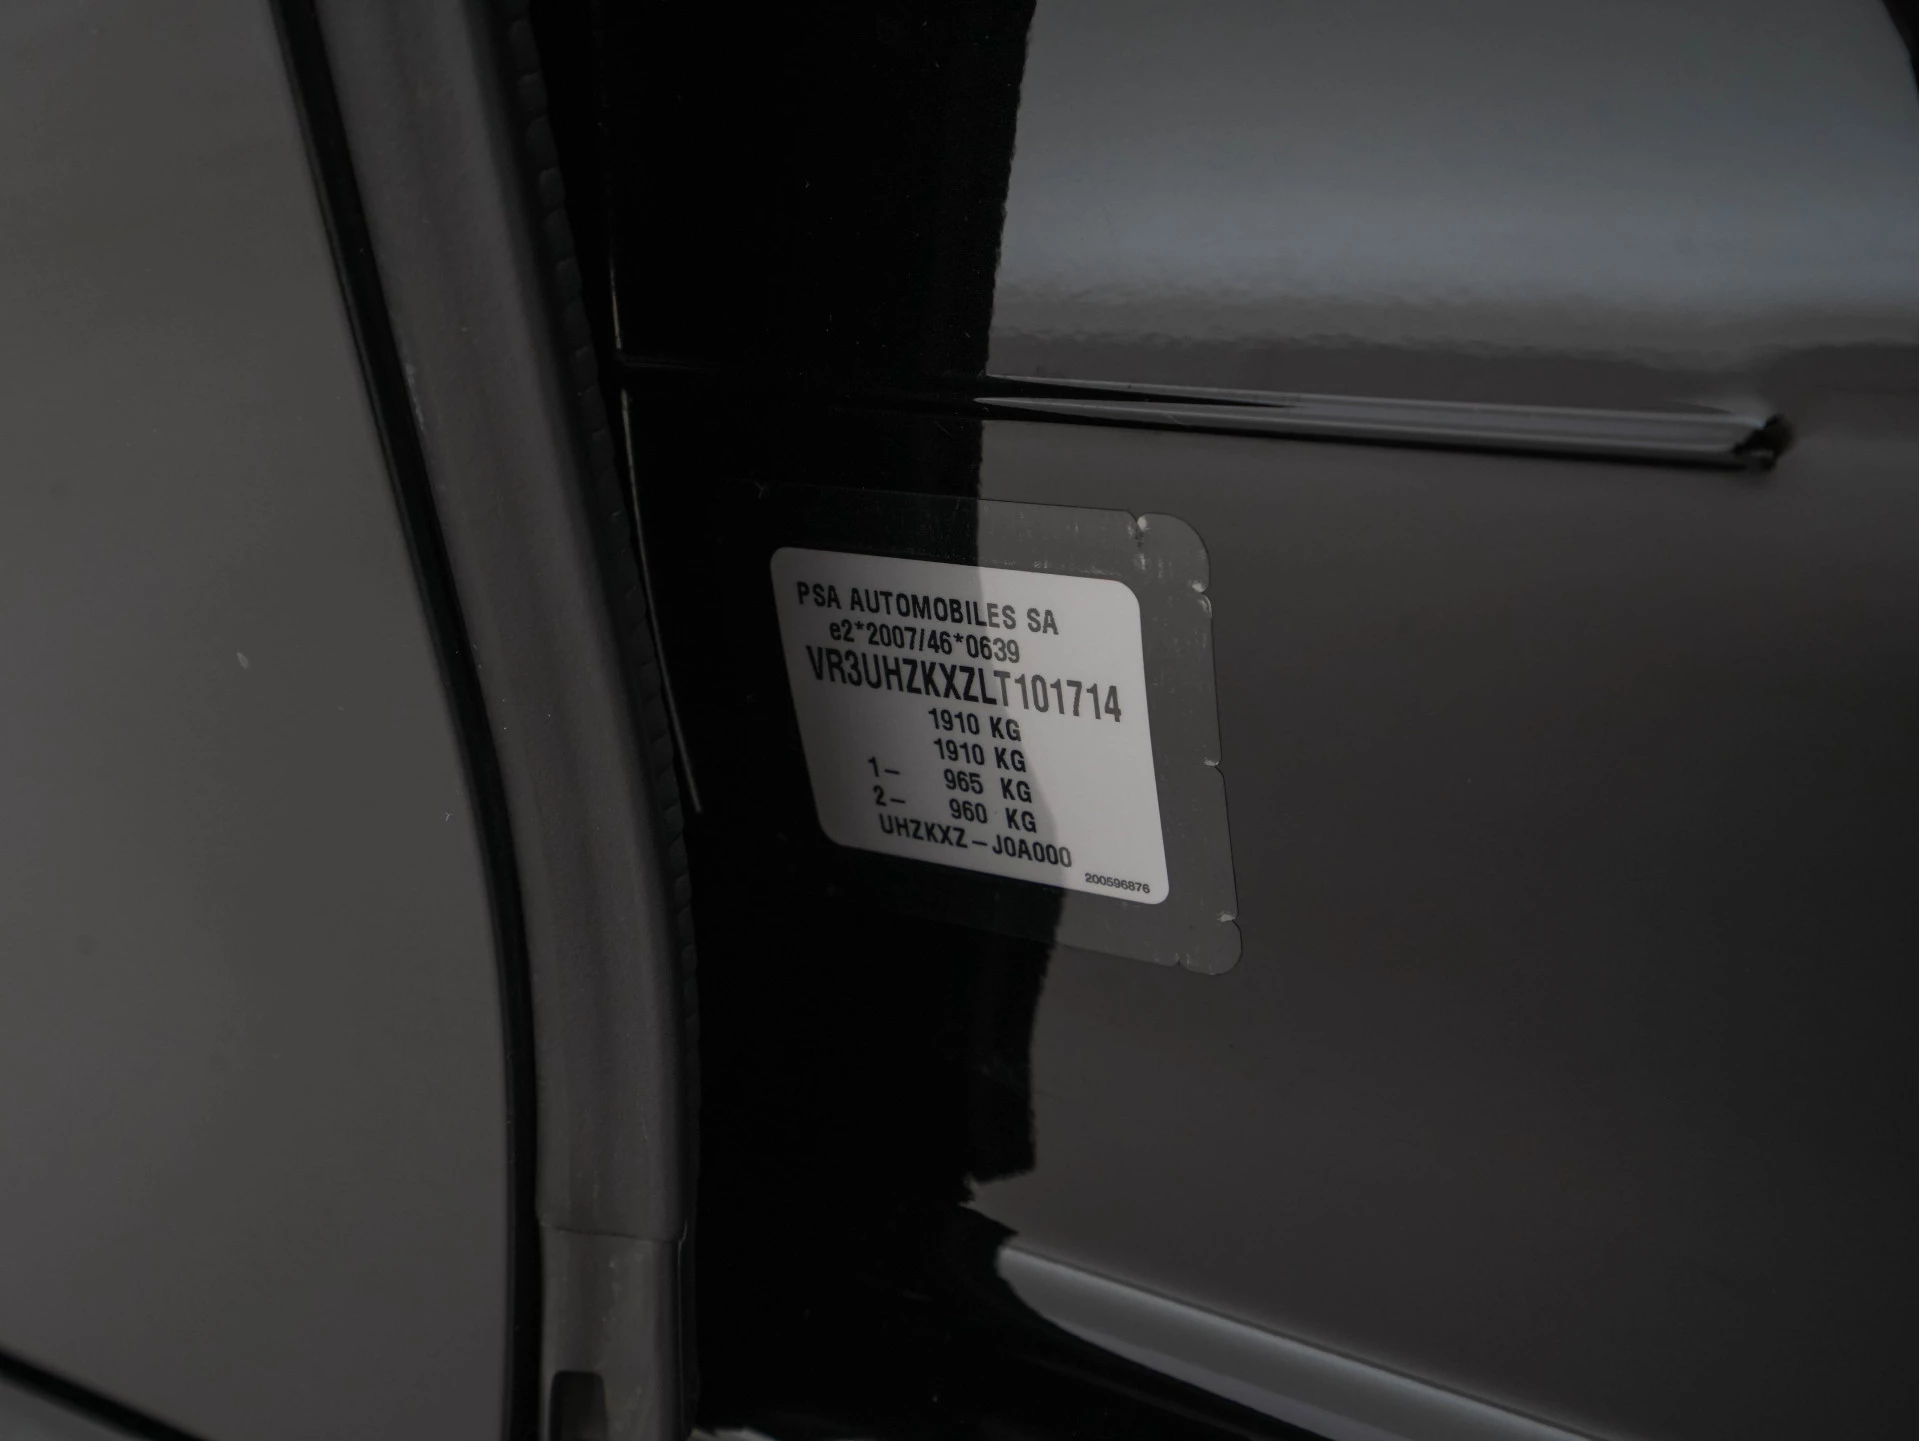 PSA AUTOMOBILES SA
e2*2007/46*0639
VR3UHZKXZLT101714
1910 KG
1910 KG
1- 965 KG
2- 960 KG
UHZKXZ-J0A000
200596876